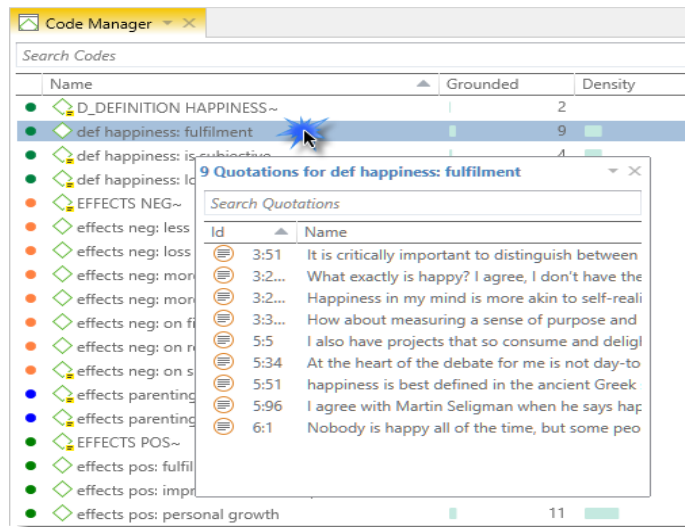 Code Manager
Search Codes
Name Grounded Density
D_DEFINITION HAPPINESS~ 2
def happiness: fulfilment 9
def happiness: is subjective 4
def happiness: lo
EFFECTS NEG~
effects neg: less
effects neg: loss
effects neg: mor
effects neg: mor
effects neg: on fi
effects neg: on r
effects neg: on s
effects parenting
effects parenting
EFFECTS POS~
effects pos: fulfil
effects pos: impr
effects pos: personal growth 11
9 Quotations for def happiness: fulfilment
Search Quotations
Id Name
3:51 It is critically important to distinguish between
3:2... What exactly is happy? I agree, I don't have the
3:2... Happiness in my mind is more akin to self-reali
3:3... How about measuring a sense of purpose and
5:5 I also have projects that so consume and deligl
5:34 At the heart of the debate for me is not day-to
5:51 happiness is best defined in the ancient Greek
5:96 I agree with Martin Seligman when he says hap
6:1 Nobody is happy all of the time, but some peo